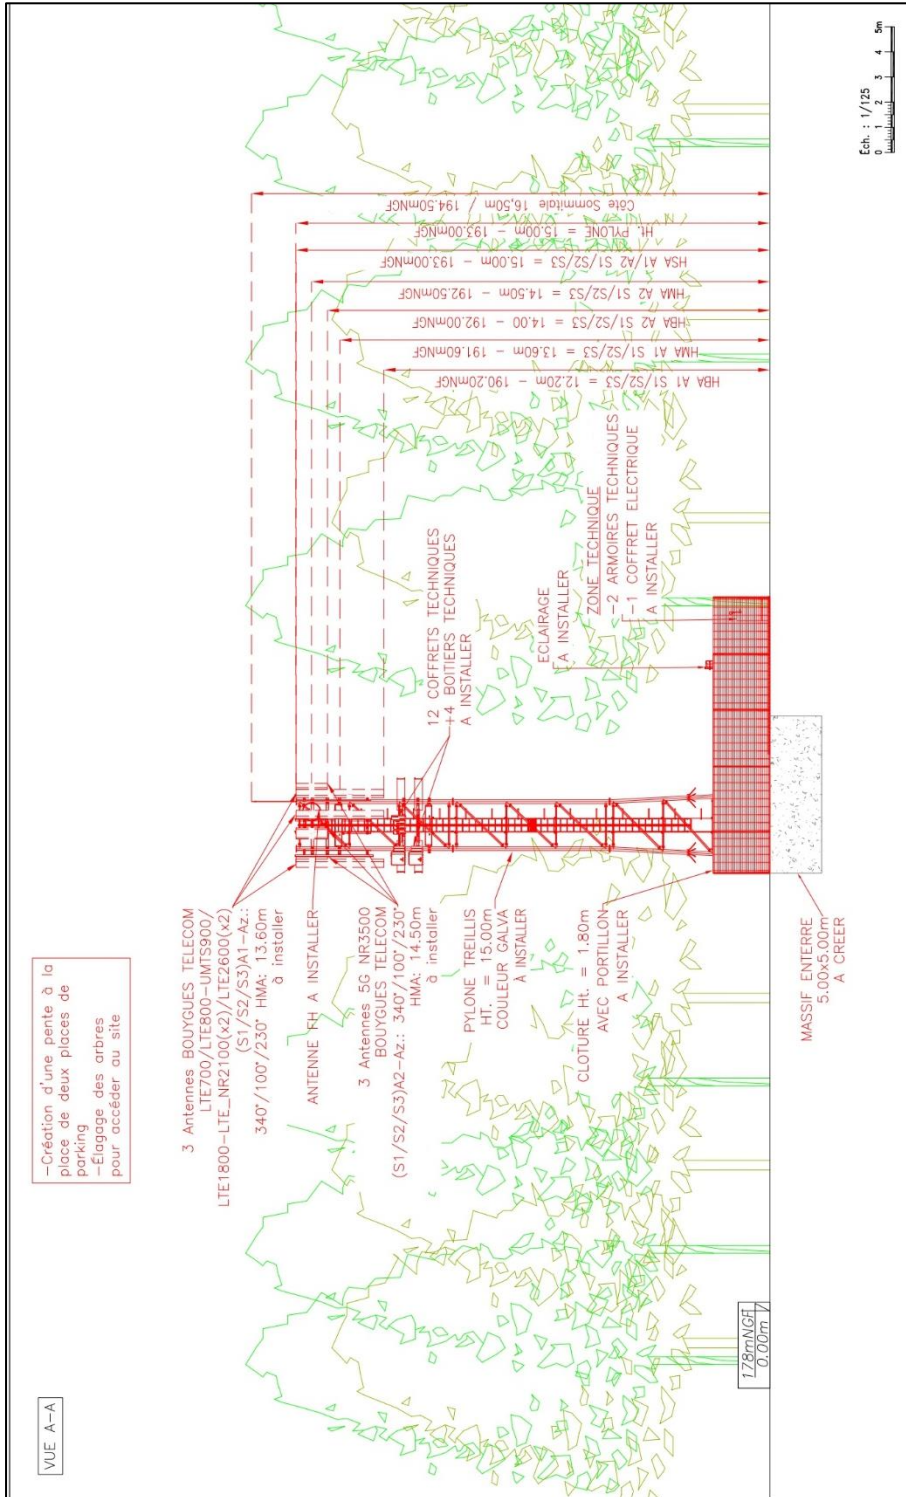 VUE A-A
-Création d'une pente à la
place de deux places de
parking
-Élagage des arbres
pour accéder au site
3 Antennes BOUYGUES TELECOM
LTE700/LTE800-UMTS900/
LTE1800-LTE_NR2100(x2)/LTE2600(x2)
(S1/S2/S3)A1-Az.:
340°/100°/230° HMA: 13.60m
à installer
ANTENNE FH A INSTALLER
3 Antennes 5G NR3500
BOUYGUES TELECOM
(S1/S2/S3)A2-Az.: 340°/100°/230°
HMA: 14.50m
à installer
PYLONE TREILLIS
HT. = 15.00m
COULEUR GALVA
À INSTALLER
CLOTURE Ht. = 1.80m
AVEC PORTILLON
A INSTALLER
MASSIF ENTERRE
5.00x5.00m
A CREER
178mNGF
0.00m
12 COFFRETS TECHNIQUES
+4 BOITIERS TECHNIQUES
A INSTALLER
ECLAIRAGE
A INSTALLER
ZONE TECHNIQUE
-2 ARMOIRES TECHNIQUES
-1 COFFRET ELECTRIQUE
A INSTALLER
HBA A1 S1/S2/S3 = 12.20m - 190.20mNGF
HMA A1 S1/S2/S3 = 13.60m - 191.60mNGF
HBA A2 S1/S2/S3 = 14.00 - 192.00mNGF
HMA A2 S1/S2/S3 = 14.50m - 192.50mNGF
HSA A1/A2 S1/S2/S3 = 15.00m - 193.00mNGF
Ht. PYLONE = 15.00m - 193.00mNGF
Côte Sommitale 16,50m / 194.50mNGF
Éch. : 1/125
0 1 2 3 4 5m